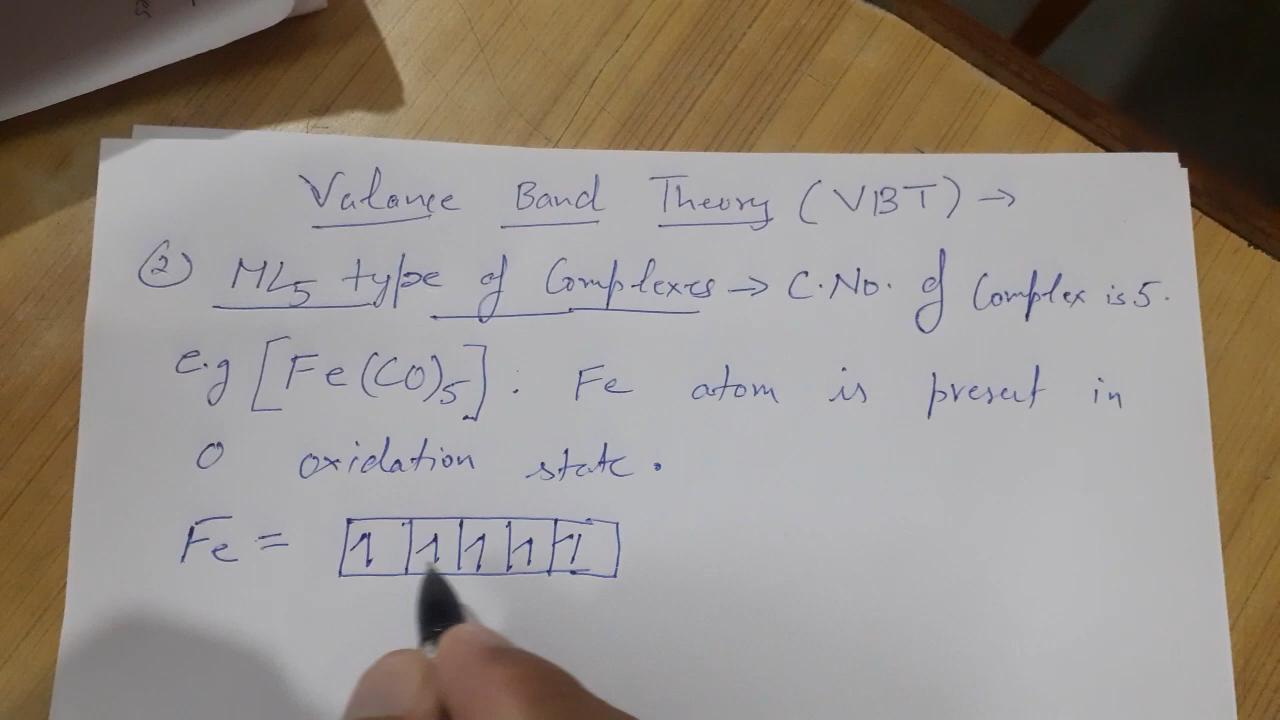 Valance Band Theory (VBT) →
② ML5 type of Complexes → C.No. of Complex is 5.
e.g [Fe(CO)5]. Fe atom is present in
0 oxidation state.
Fe = 1 1 1 1 1